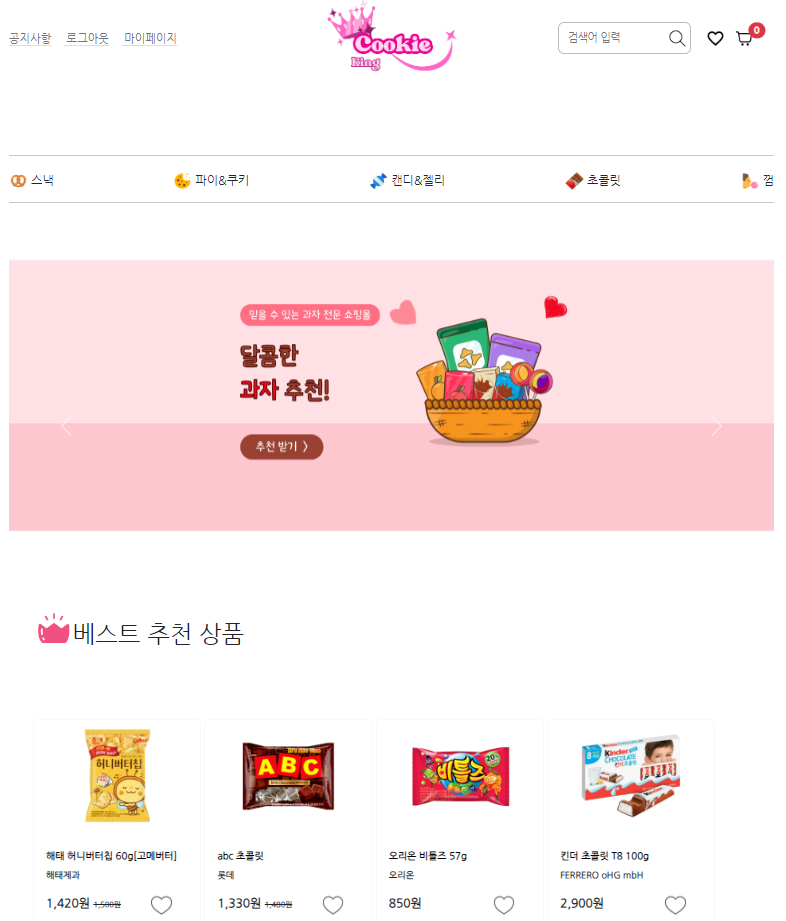 공지사항 로그아웃 마이페이지
Cookie
King
검색어 입력
0
스낵 파이&쿠키 캔디&젤리 초콜릿 껌
믿을 수 있는 과자 전문 쇼핑몰
달콤한
과자 추천!
추천 받기 >
베스트 추천 상품
허니버터칩
ABC
비틀즈
20%
Kinder
CHOCOLATE
킨더초콜릿
해태 허니버터칩 60g[고메버터] abc 초콜릿 오리온 비틀즈 57g 킨더 초콜릿 T8 100g
해태제과 롯데 오리온 FERRERO oHG mbH
1,420원 1,500원 1,330원 1,480원 850원 2,900원